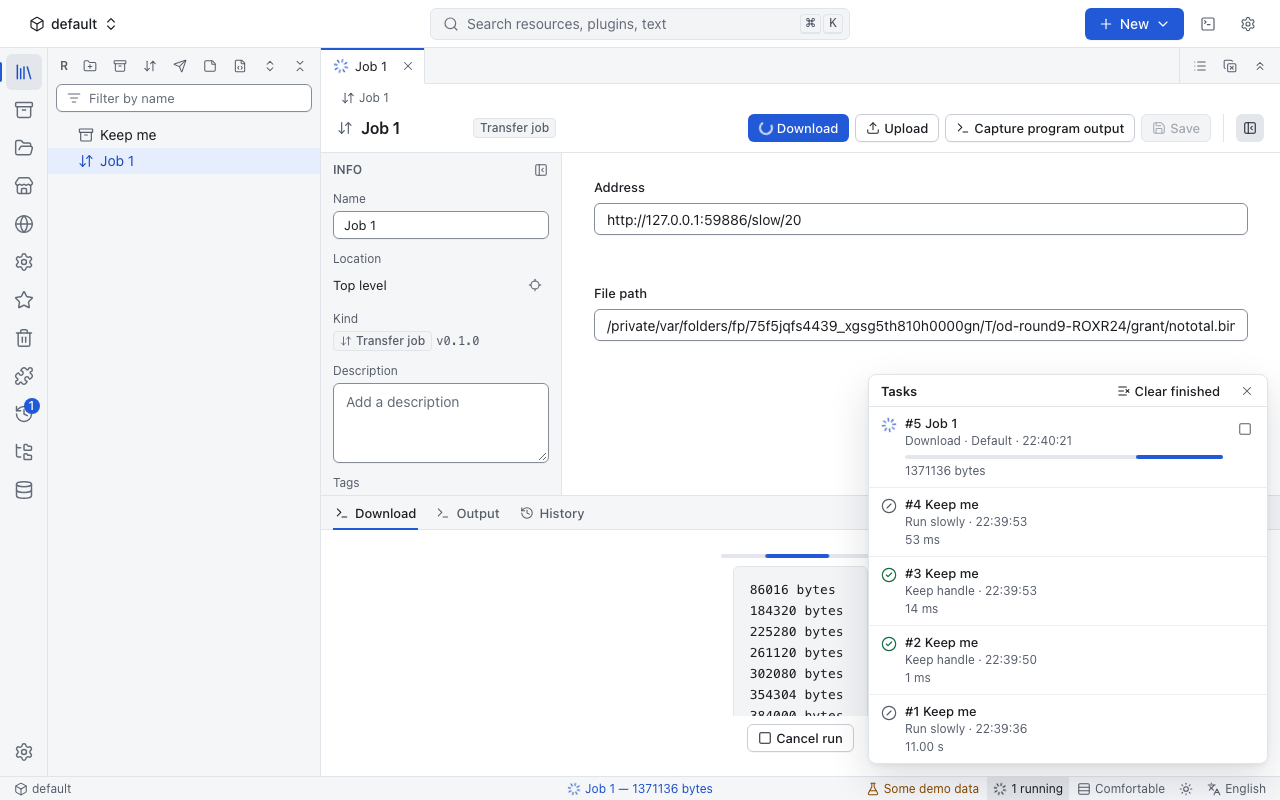 default
Search resources, plugins, text
⌘ K
New
R
Filter by name
Keep me
Job 1
Job 1
Job 1
Job 1
Transfer job
Download
Upload
Capture program output
Save
INFO
Name
Job 1
Location
Top level
Kind
Transfer job v0.1.0
Description
Add a description
Tags
Address
http://127.0.0.1:59886/slow/20
File path
/private/var/folders/fp/75f5jqfs4439_xgsg5th810h0000gn/T/od-round9-ROXR24/grant/nototal.bin
Download
Output
History
86016 bytes
184320 bytes
225280 bytes
261120 bytes
302080 bytes
354304 bytes
384000 bytes
Cancel run
Tasks
Clear finished
#5 Job 1
Download · Default · 22:40:21
1371136 bytes
#4 Keep me
Run slowly · 22:39:53
53 ms
#3 Keep me
Keep handle · 22:39:53
14 ms
#2 Keep me
Keep handle · 22:39:50
1 ms
#1 Keep me
Run slowly · 22:39:36
11.00 s
1
default
Job 1 — 1371136 bytes
Some demo data
1 running
Comfortable
English